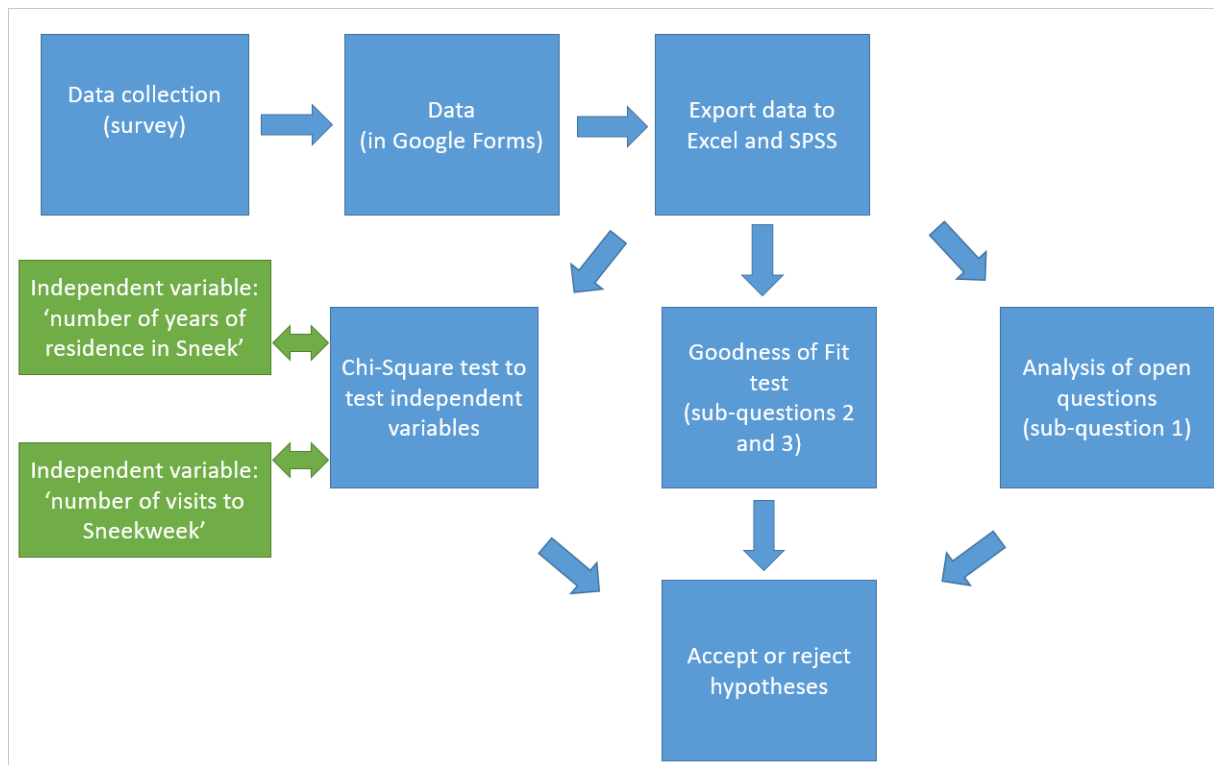 Data collection
(survey)
Data
(in Google Forms)
Export data to
Excel and SPSS
Independent variable:
‘number of years of
residence in Sneek’
Independent variable:
‘number of visits to
Sneekweek’
Chi-Square test to
test independent
variables
Goodness of Fit
test
(sub-questions 2
and 3)
Analysis of open
questions
(sub-question 1)
Accept or reject
hypotheses